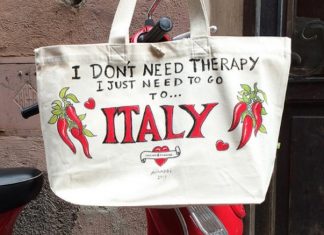 I DON'T NEED THERAPY
I JUST NEED TO GO
TO...
ITALY